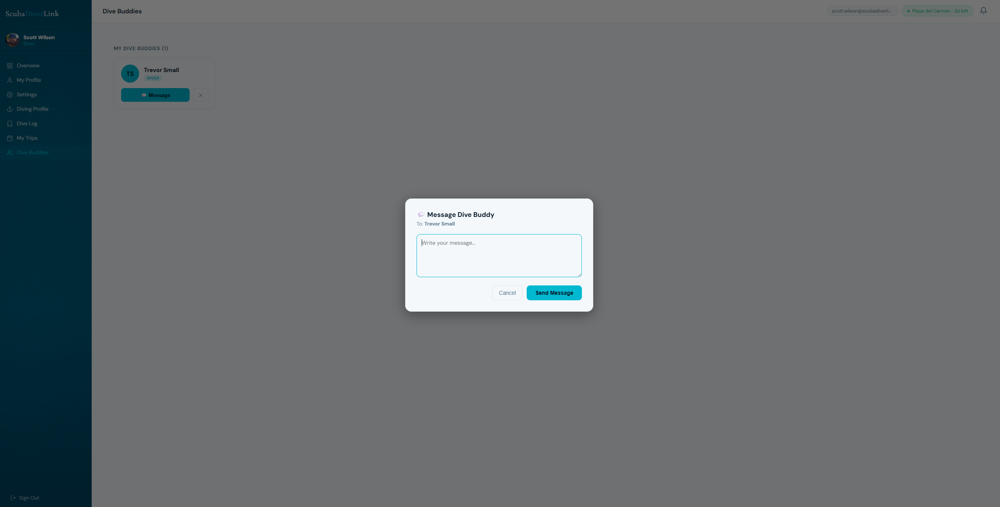 ScubaDiverLink
Scott Wilson
Diver
Overview
My Profile
Settings
Diving Profile
Dive Log
My Trips
Dive Buddies
Sign Out
Dive Buddies
scott.wilson@scubadiverli...
Playa del Carmen · 2d left
MY DIVE BUDDIES (1)
TS
Trevor Small
DIVER
Message
Message Dive Buddy
To: Trevor Small
Write your message...
Cancel
Send Message